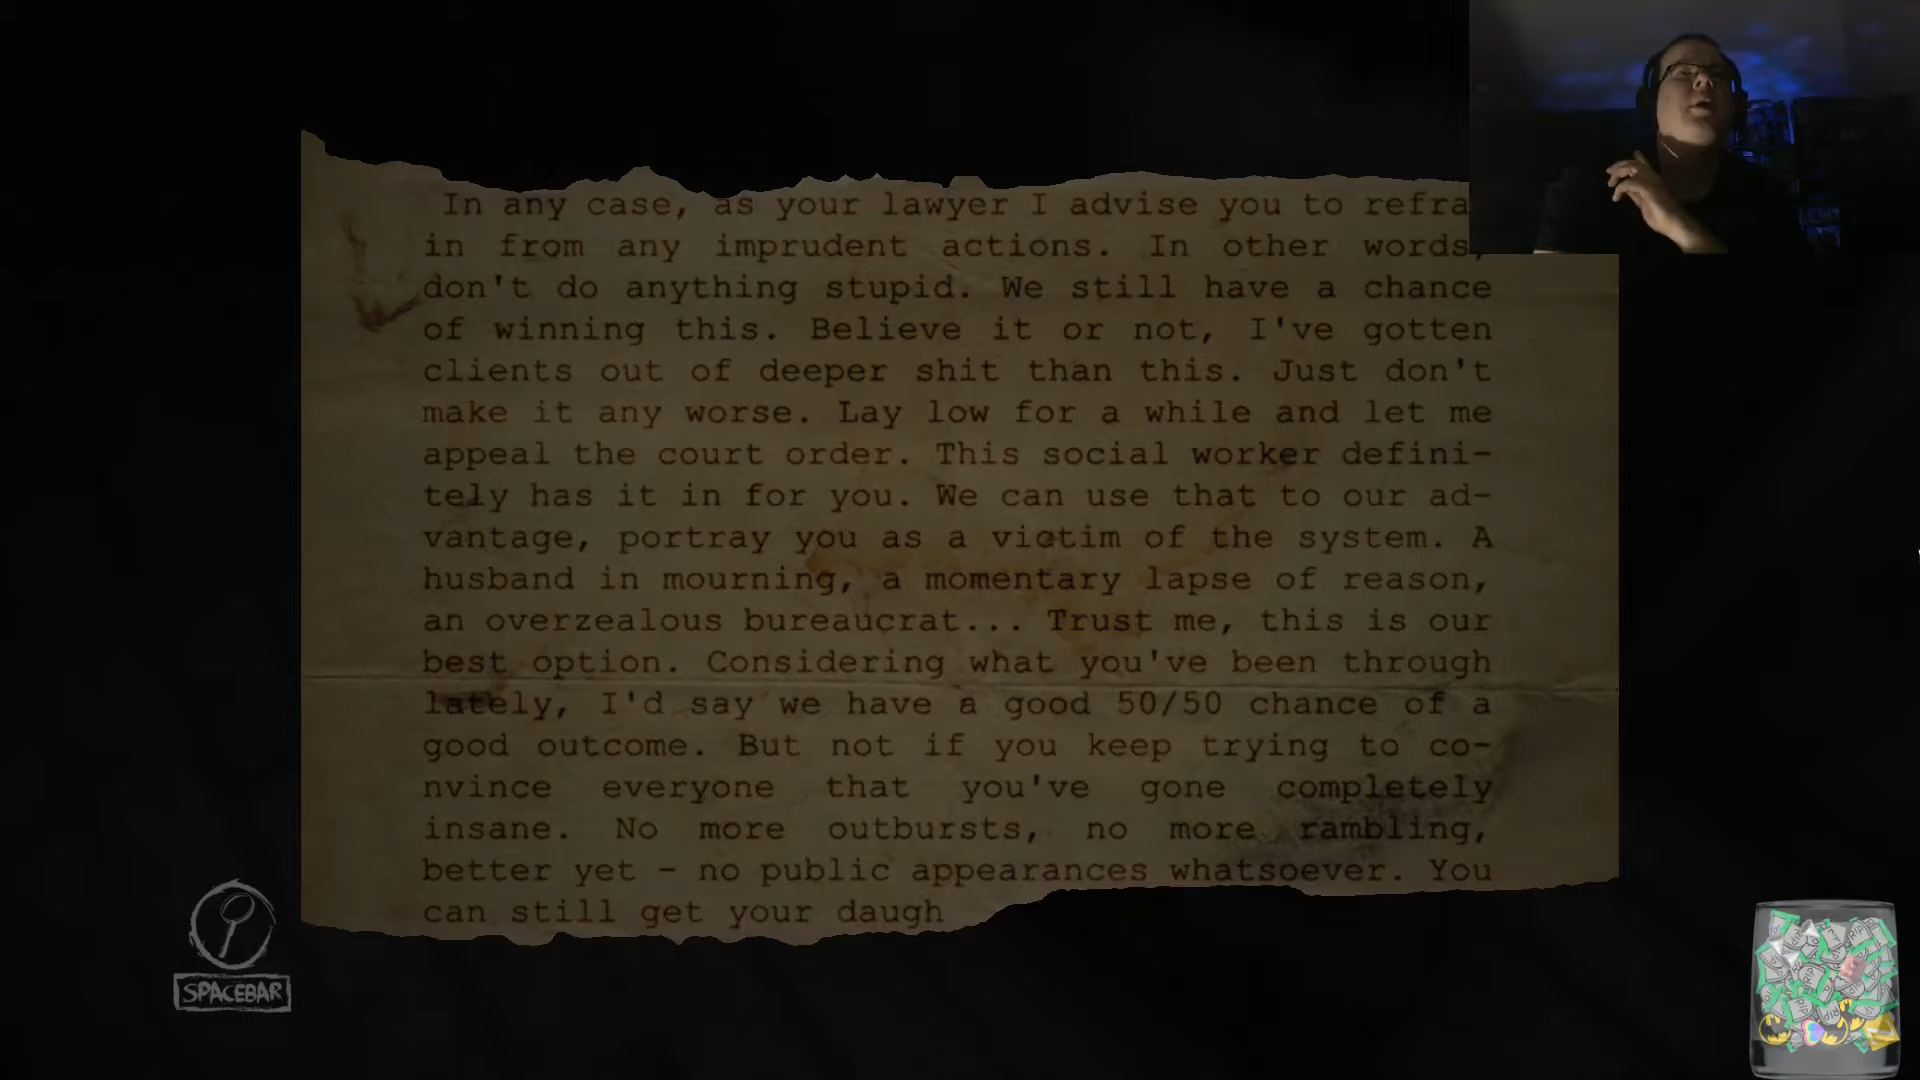 In any case, as your lawyer I advise you to refra
in from any imprudent actions. In other words,
don't do anything stupid. We still have a chance
of winning this. Believe it or not, I've gotten
clients out of deeper shit than this. Just don't
make it any worse. Lay low for a while and let me
appeal the court order. This social worker defini-
tely has it in for you. We can use that to our ad-
vantage, portray you as a victim of the system. A
husband in mourning, a momentary lapse of reason,
an overzealous bureaucrat... Trust me, this is our
best option. Considering what you've been through
lately, I'd say we have a good 50/50 chance of a
good outcome. But not if you keep trying to co-
nvince everyone that you've gone completely
insane. No more outbursts, no more rambling,
better yet - no public appearances whatsoever. You
can still get your daugh
SPACEBAR